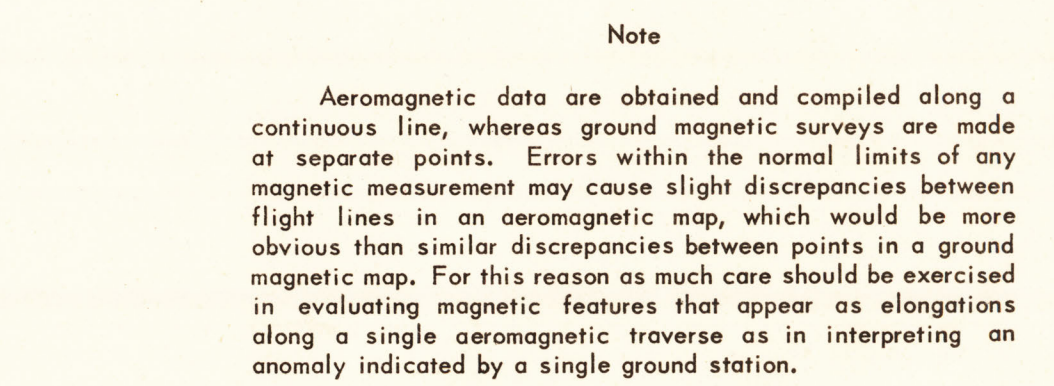 Note
Aeromagnetic data are obtained and compiled along a
continuous line, whereas ground magnetic surveys are made
at separate points. Errors within the normal limits of any
magnetic measurement may cause slight discrepancies between
flight lines in an aeromagnetic map, which would be more
obvious than similar discrepancies between points in a ground
magnetic map. For this reason as much care should be exercised
in evaluating magnetic features that appear as elongations
along a single aeromagnetic traverse as in interpreting an
anomaly indicated by a single ground station.